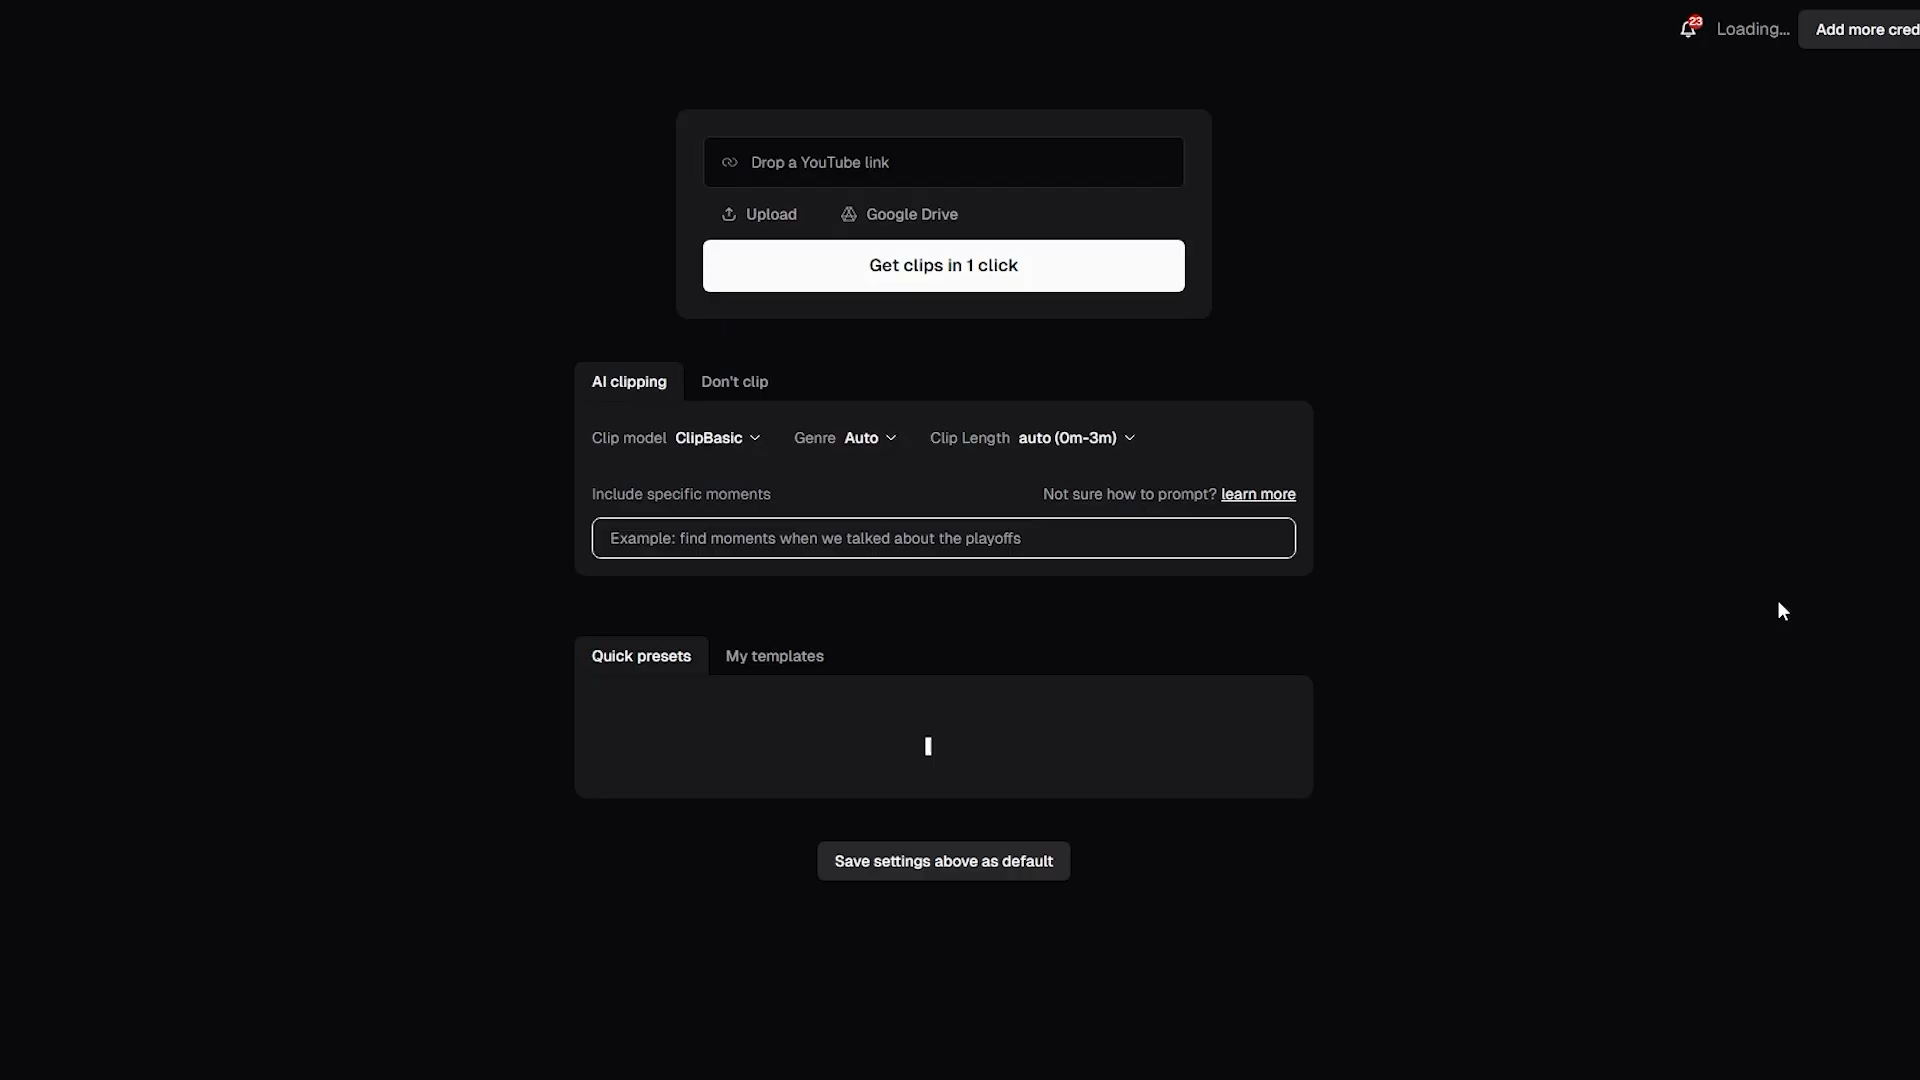 23
Loading...
Add more cred
Drop a YouTube link
Upload
Google Drive
Get clips in 1 click
AI clipping
Don't clip
Clip model ClipBasic
Genre Auto
Clip Length auto (0m-3m)
Include specific moments
Not sure how to prompt? learn more
Example: find moments when we talked about the playoffs
Quick presets
My templates
Save settings above as default